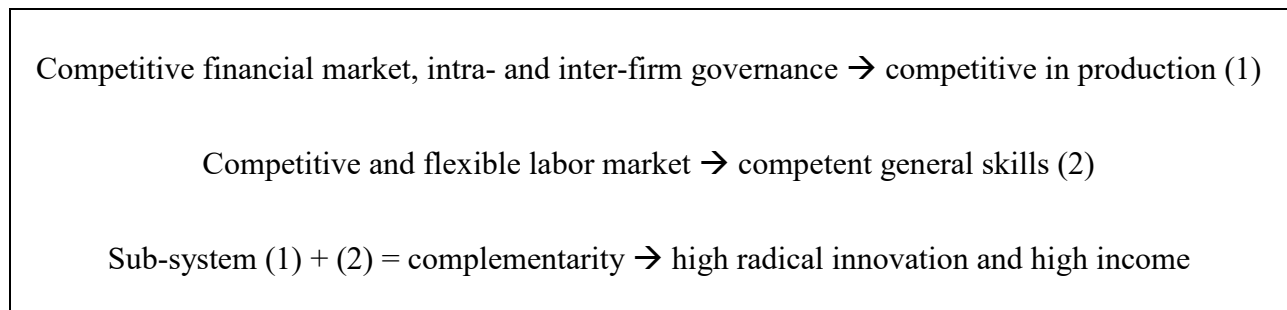 Competitive financial market, intra- and inter-firm governance → competitive in production (1)
Competitive and flexible labor market → competent general skills (2)
Sub-system (1) + (2) = complementarity → high radical innovation and high income